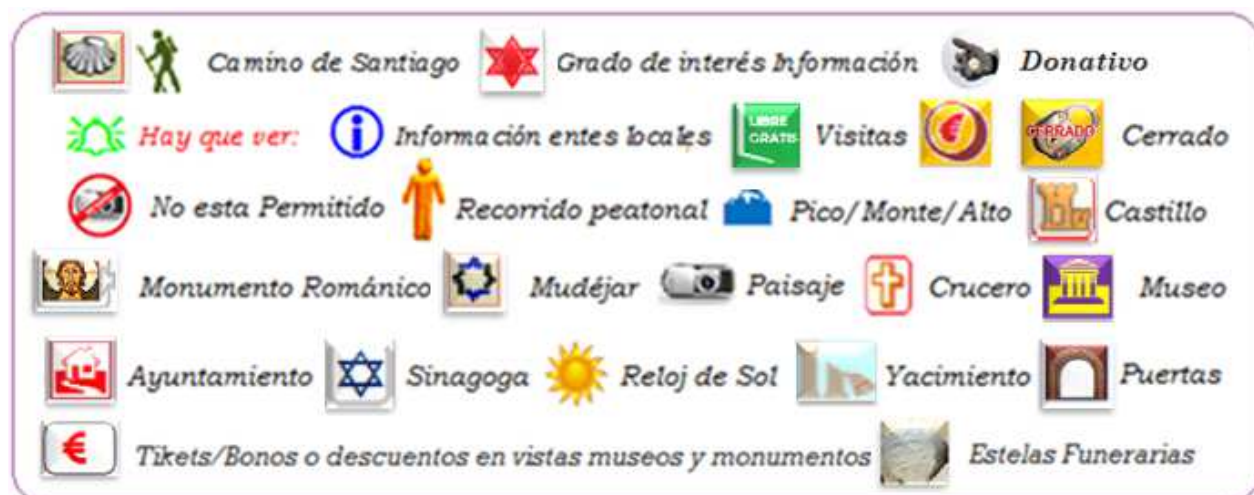 Camino de Santiago Grado de interés Información Donativo
Hay que ver: Información entes locales LIBRE GRATIS Visitas € CERRADO Cerrado
No esta Permitido Recorrido peatonal Pico/Monte/Alto Castillo
Monumento Románico Mudéjar Paisaje Crucero Museo
Ayuntamiento Sinagoga Reloj de Sol Yacimiento Puertas
€ Tikets/Bonos o descuentos en vistas museos y monumentos Estelas Funerarias